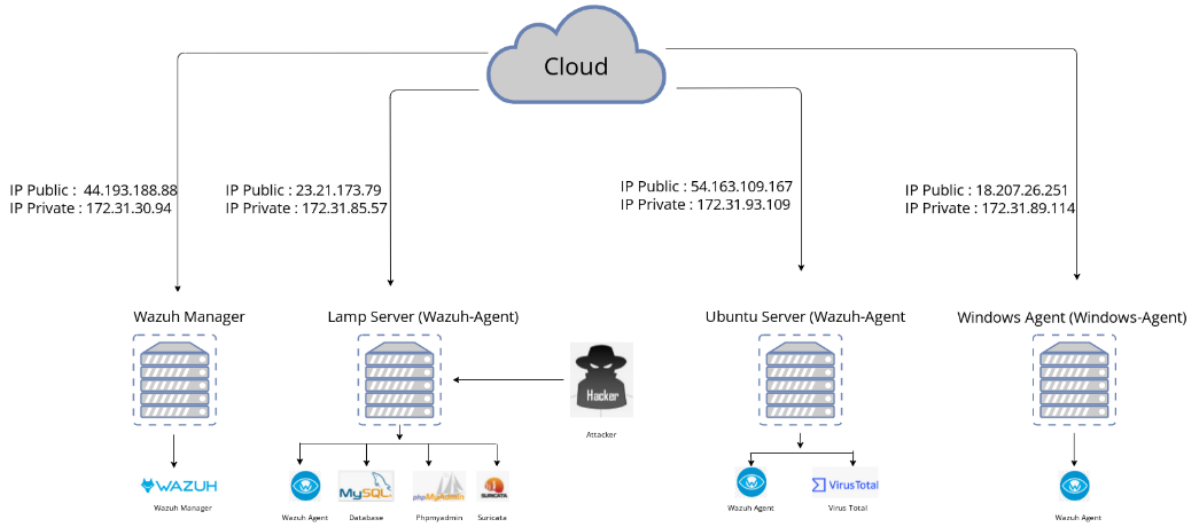 Cloud
IP Public :  44.193.188.88
IP Private : 172.31.30.94
IP Public : 23.21.173.79
IP Private : 172.31.85.57
IP Public : 54.163.109.167
IP Private : 172.31.93.109
IP Public : 18.207.26.251
IP Private : 172.31.89.114
Wazuh Manager
Lamp Server (Wazuh-Agent)
Ubuntu Server (Wazuh-Agent
Windows Agent (Windows-Agent)
Hacker
Attacker
WAZUH
Wazuh Manager
Wazuh Agent
MySQL
Database
phpMyAdmin
Phpmyadmin
SURICATA
Suricata
Wazuh Agent
VirusTotal
Virus Total
Wazuh Agent